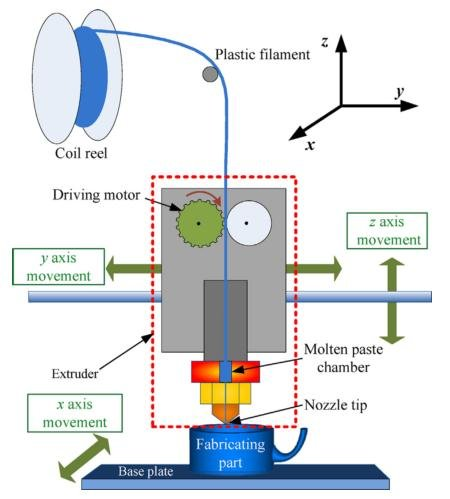 Plastic filament
z
y
x
Coil reel
Driving motor
z axis
movement
y axis
movement
Molten paste
chamber
Extruder
Nozzle tip
x axis
movement
Fabricating
part
Base plate